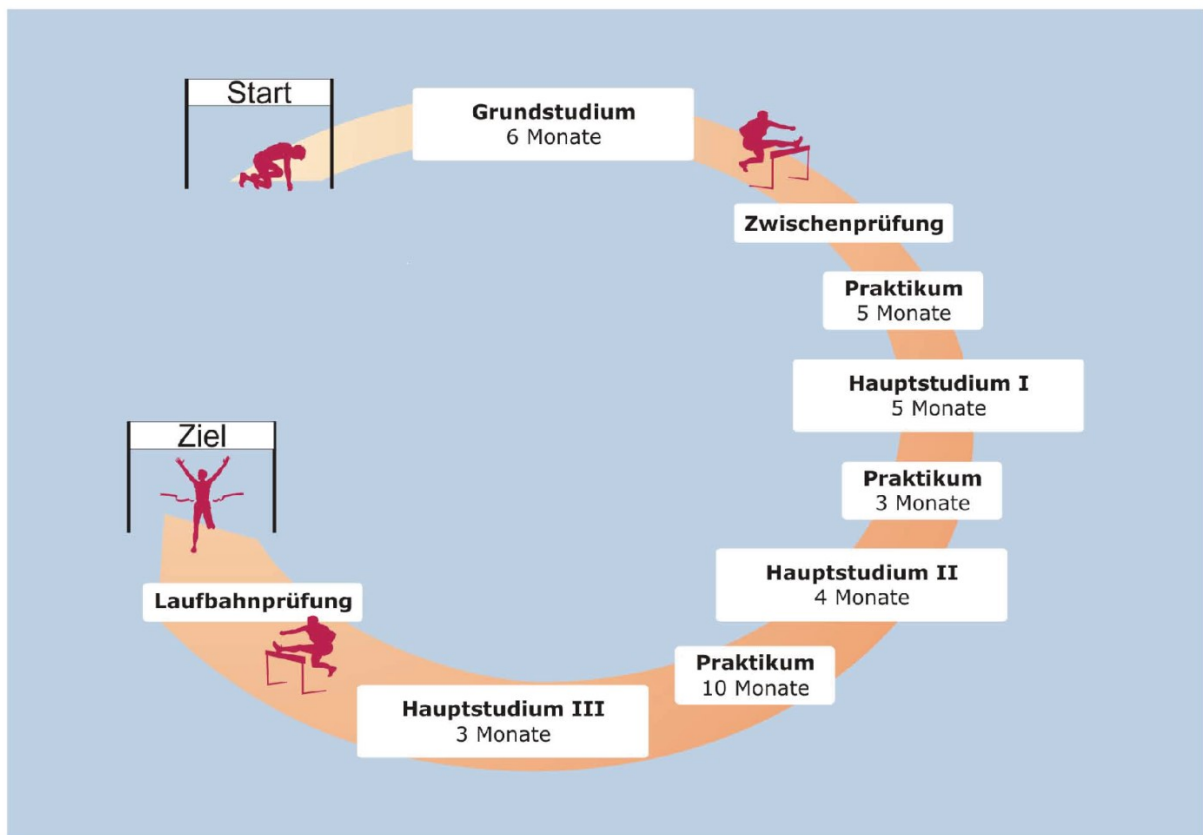 Start
Grundstudium
6 Monate
Zwischenprüfung
Praktikum
5 Monate
Hauptstudium I
5 Monate
Praktikum
3 Monate
Hauptstudium II
4 Monate
Praktikum
10 Monate
Hauptstudium III
3 Monate
Laufbahnprüfung
Ziel